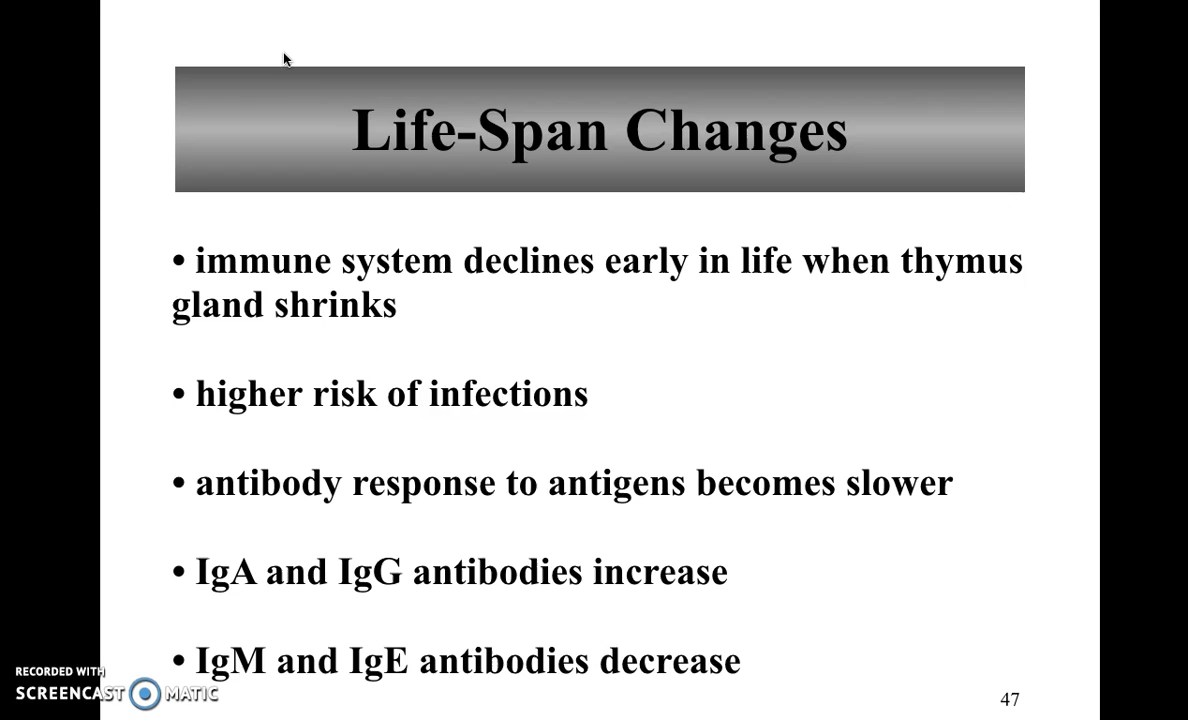 Life-Span Changes
• immune system declines early in life when thymus
gland shrinks
• higher risk of infections
• antibody response to antigens becomes slower
• IgA and IgG antibodies increase
• IgM and IgE antibodies decrease
RECORDED WITH
SCREENCAST MATIC
47